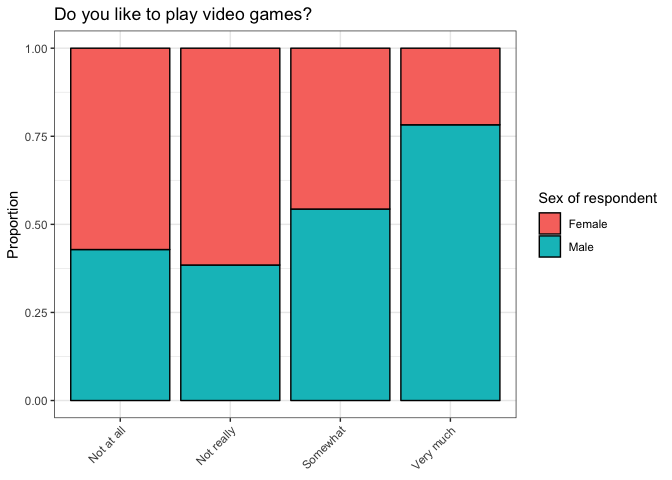 Do you like to play video games?
1.00
0.75
0.50
0.25
0.00
Proportion
Not at all
Not really
Somewhat
Very much
Sex of respondent
Female
Male